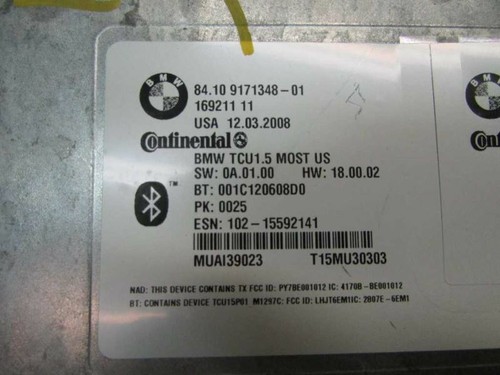 BMW
84.10 9171348-01
169211 11
USA 12.03.2008
Continental
BMW TCU1.5 MOST US
SW: 0A.01.00 HW: 18.00.02
BT: 001C120608D0
TM
PK: 0025
ESN: 102-15592141
MUAI39023 T15MU30303
NAD: THIS DEVICE CONTAINS TX FCC ID: PY7BE001012 IC: 4170B-BE001012
BT: CONTAINS DEVICE TCU15P61 M1297C: FCC ID: LHJT6EM1IC: 2807E-6EM1